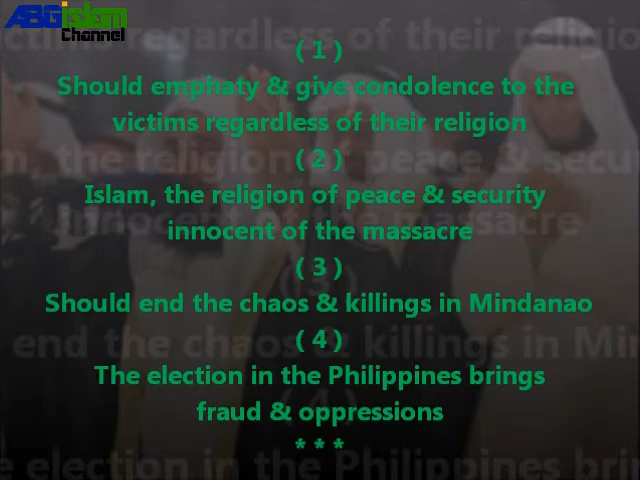 ABGislam
Channel
( 1 )
Should emphaty & give condolence to the
victims regardless of their religion
( 2 )
Islam, the religion of peace & security
innocent of the massacre
( 3 )
Should end the chaos & killings in Mindanao
( 4 )
The election in the Philippines brings
fraud & oppressions
* * *